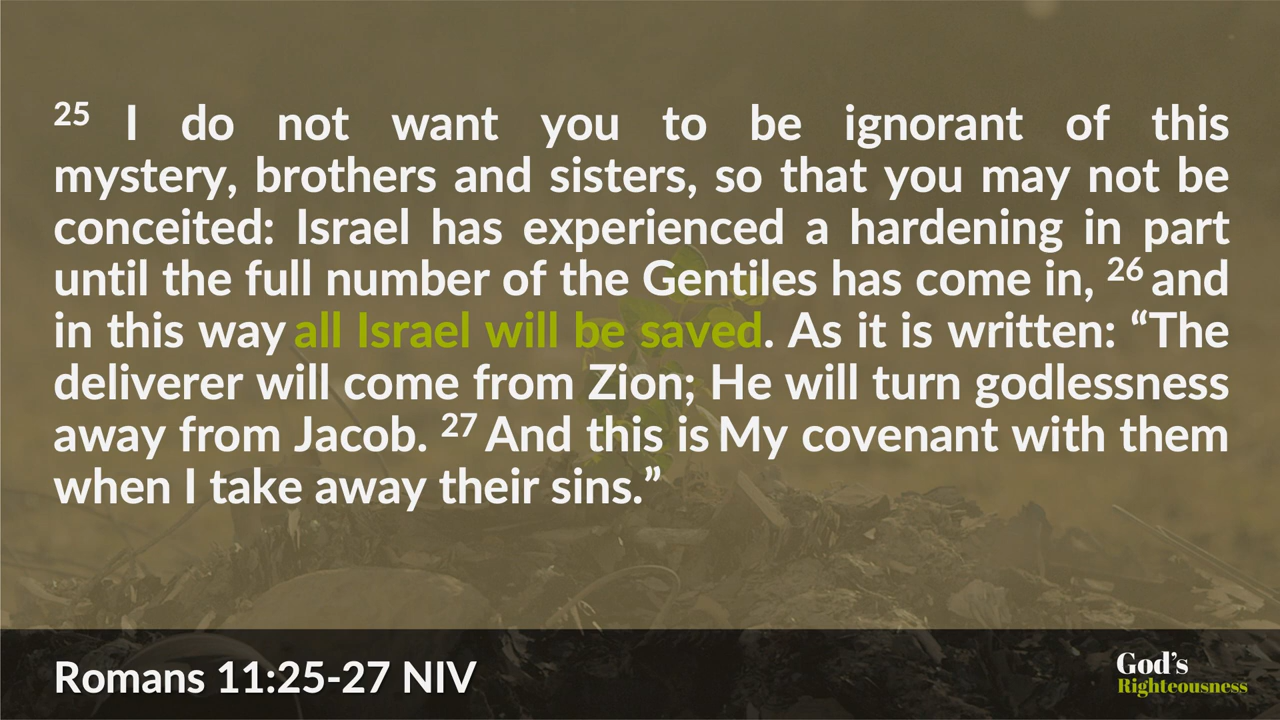 25 I do not want you to be ignorant of this
mystery, brothers and sisters, so that you may not be
conceited: Israel has experienced a hardening in part
until the full number of the Gentiles has come in, 26 and
in this way all Israel will be saved. As it is written: “The
deliverer will come from Zion; He will turn godlessness
away from Jacob. 27 And this is My covenant with them
when I take away their sins.”
Romans 11:25-27 NIV
God’s
Righteousness